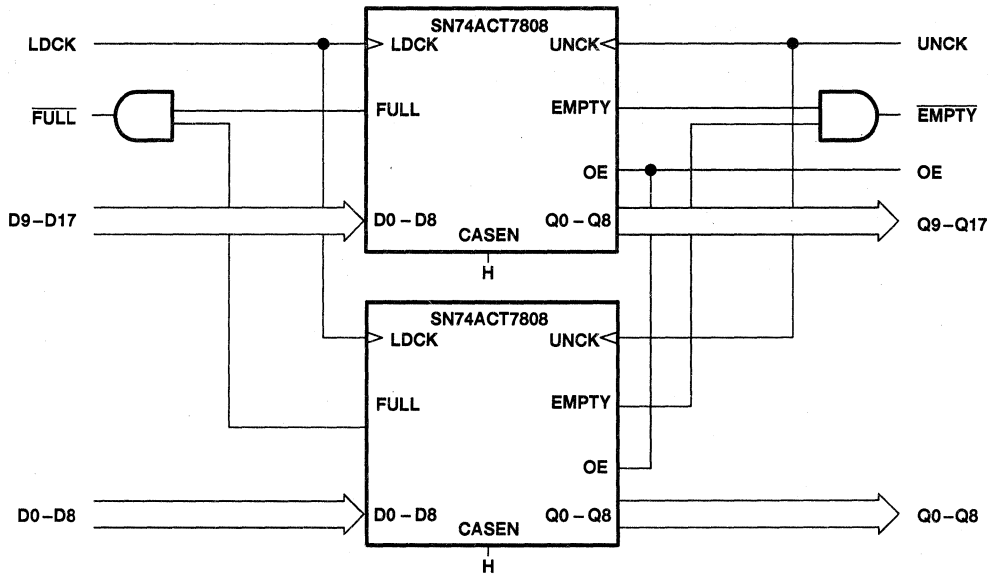 SN74ACT7808
LDCK
LDCK
UNCK
UNCK
FULL
FULL
EMPTY
EMPTY
OE
OE
D9–D17
D0–D8
Q0–Q8
Q9–Q17
CASEN
H
SN74ACT7808
LDCK
UNCK
FULL
EMPTY
OE
D0–D8
D0–D8
Q0–Q8
Q0–Q8
CASEN
H